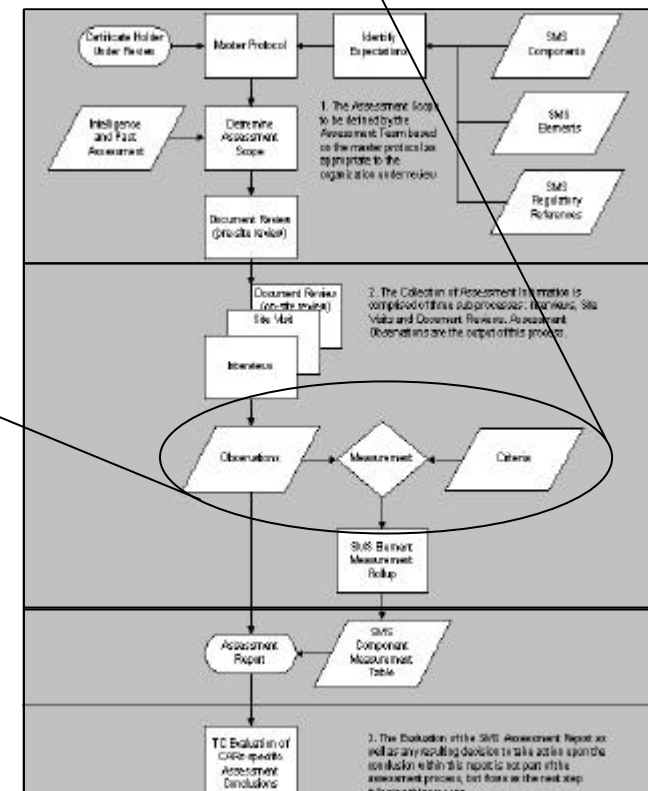 Certificate Holder
Under Review
Master Protocol
Identify
Expectations
SMS
Components
Intelligence
and Past
Assessment
Determine
Assessment
Scope
1. The Assessment Scope
to be defined by the
Assessment Team based
on the master protocol as
appropriate to the
organization under review
SMS
Elements
Document Review
(pre-site review)
SMS
Regulatory
References
Document Review
(on-site review)
Site Visit
Interviews
2. The Collection of Assessment Information is
comprised of three sub processes: Interviews, Site
Visits and Document Reviews. Assessment
Observations are the output of this process.
Observations
Measurement
Criteria
SMS Element
Measurement
Rollup
Assessment
Report
SMS
Component
Measurement
Table
TC Evaluation of
CARs-specific
Assessment
Conclusions
3. The Evaluation of the SMS Assessment Report as
well as any resulting decision to take action upon the
conclusion within this report is not part of the
assessment process, but flows as the next step